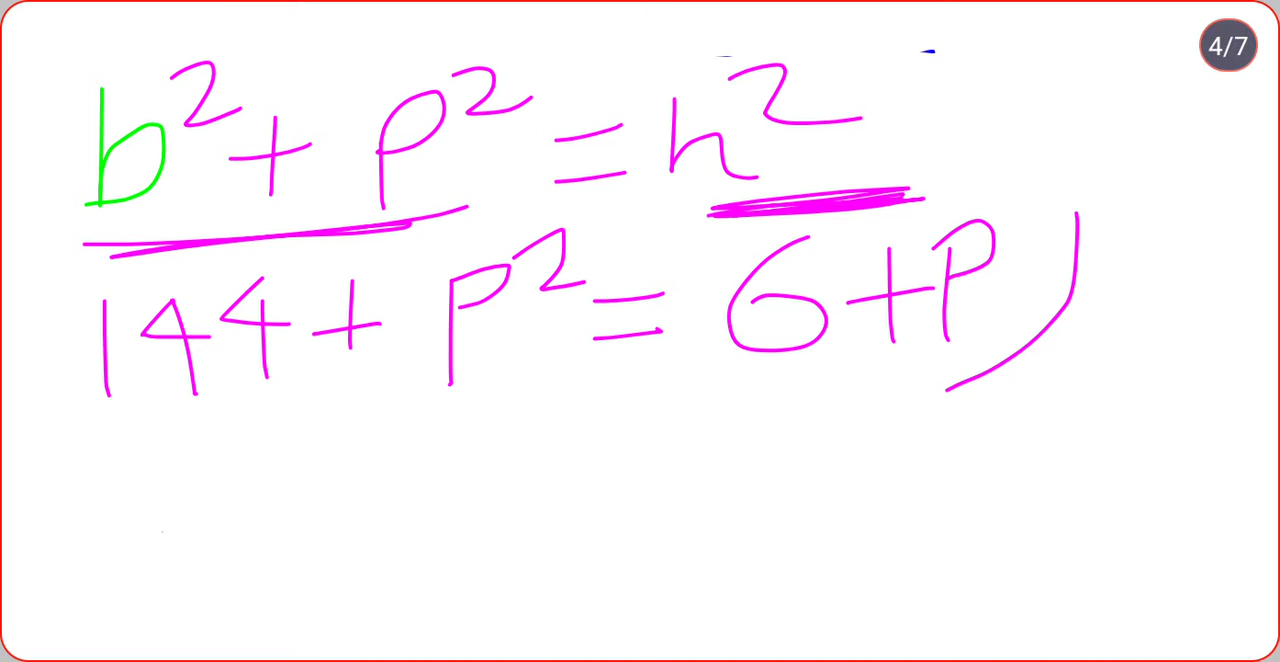 4/7
b² + p² = h²
144 + p² = 6+p)